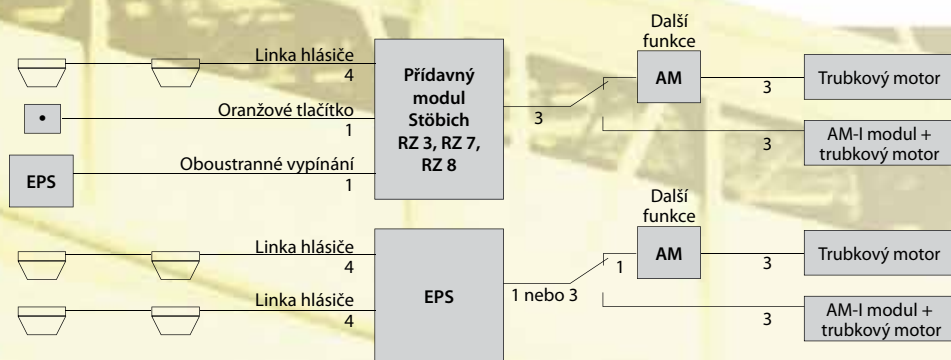 Další
funkce
Linka hlásiče
4
Oranžové tlačítko
1
Oboustranné vypínání
1
EPS
Přídavný
modul
Stöbich
RZ 3, RZ 7,
RZ 8
3
AM
3
Trubkový motor
3
AM-I modul +
trubkový motor
Další
funkce
Linka hlásiče
4
Linka hlásiče
4
EPS
1 nebo 3
1
AM
3
Trubkový motor
3
AM-I modul +
trubkový motor